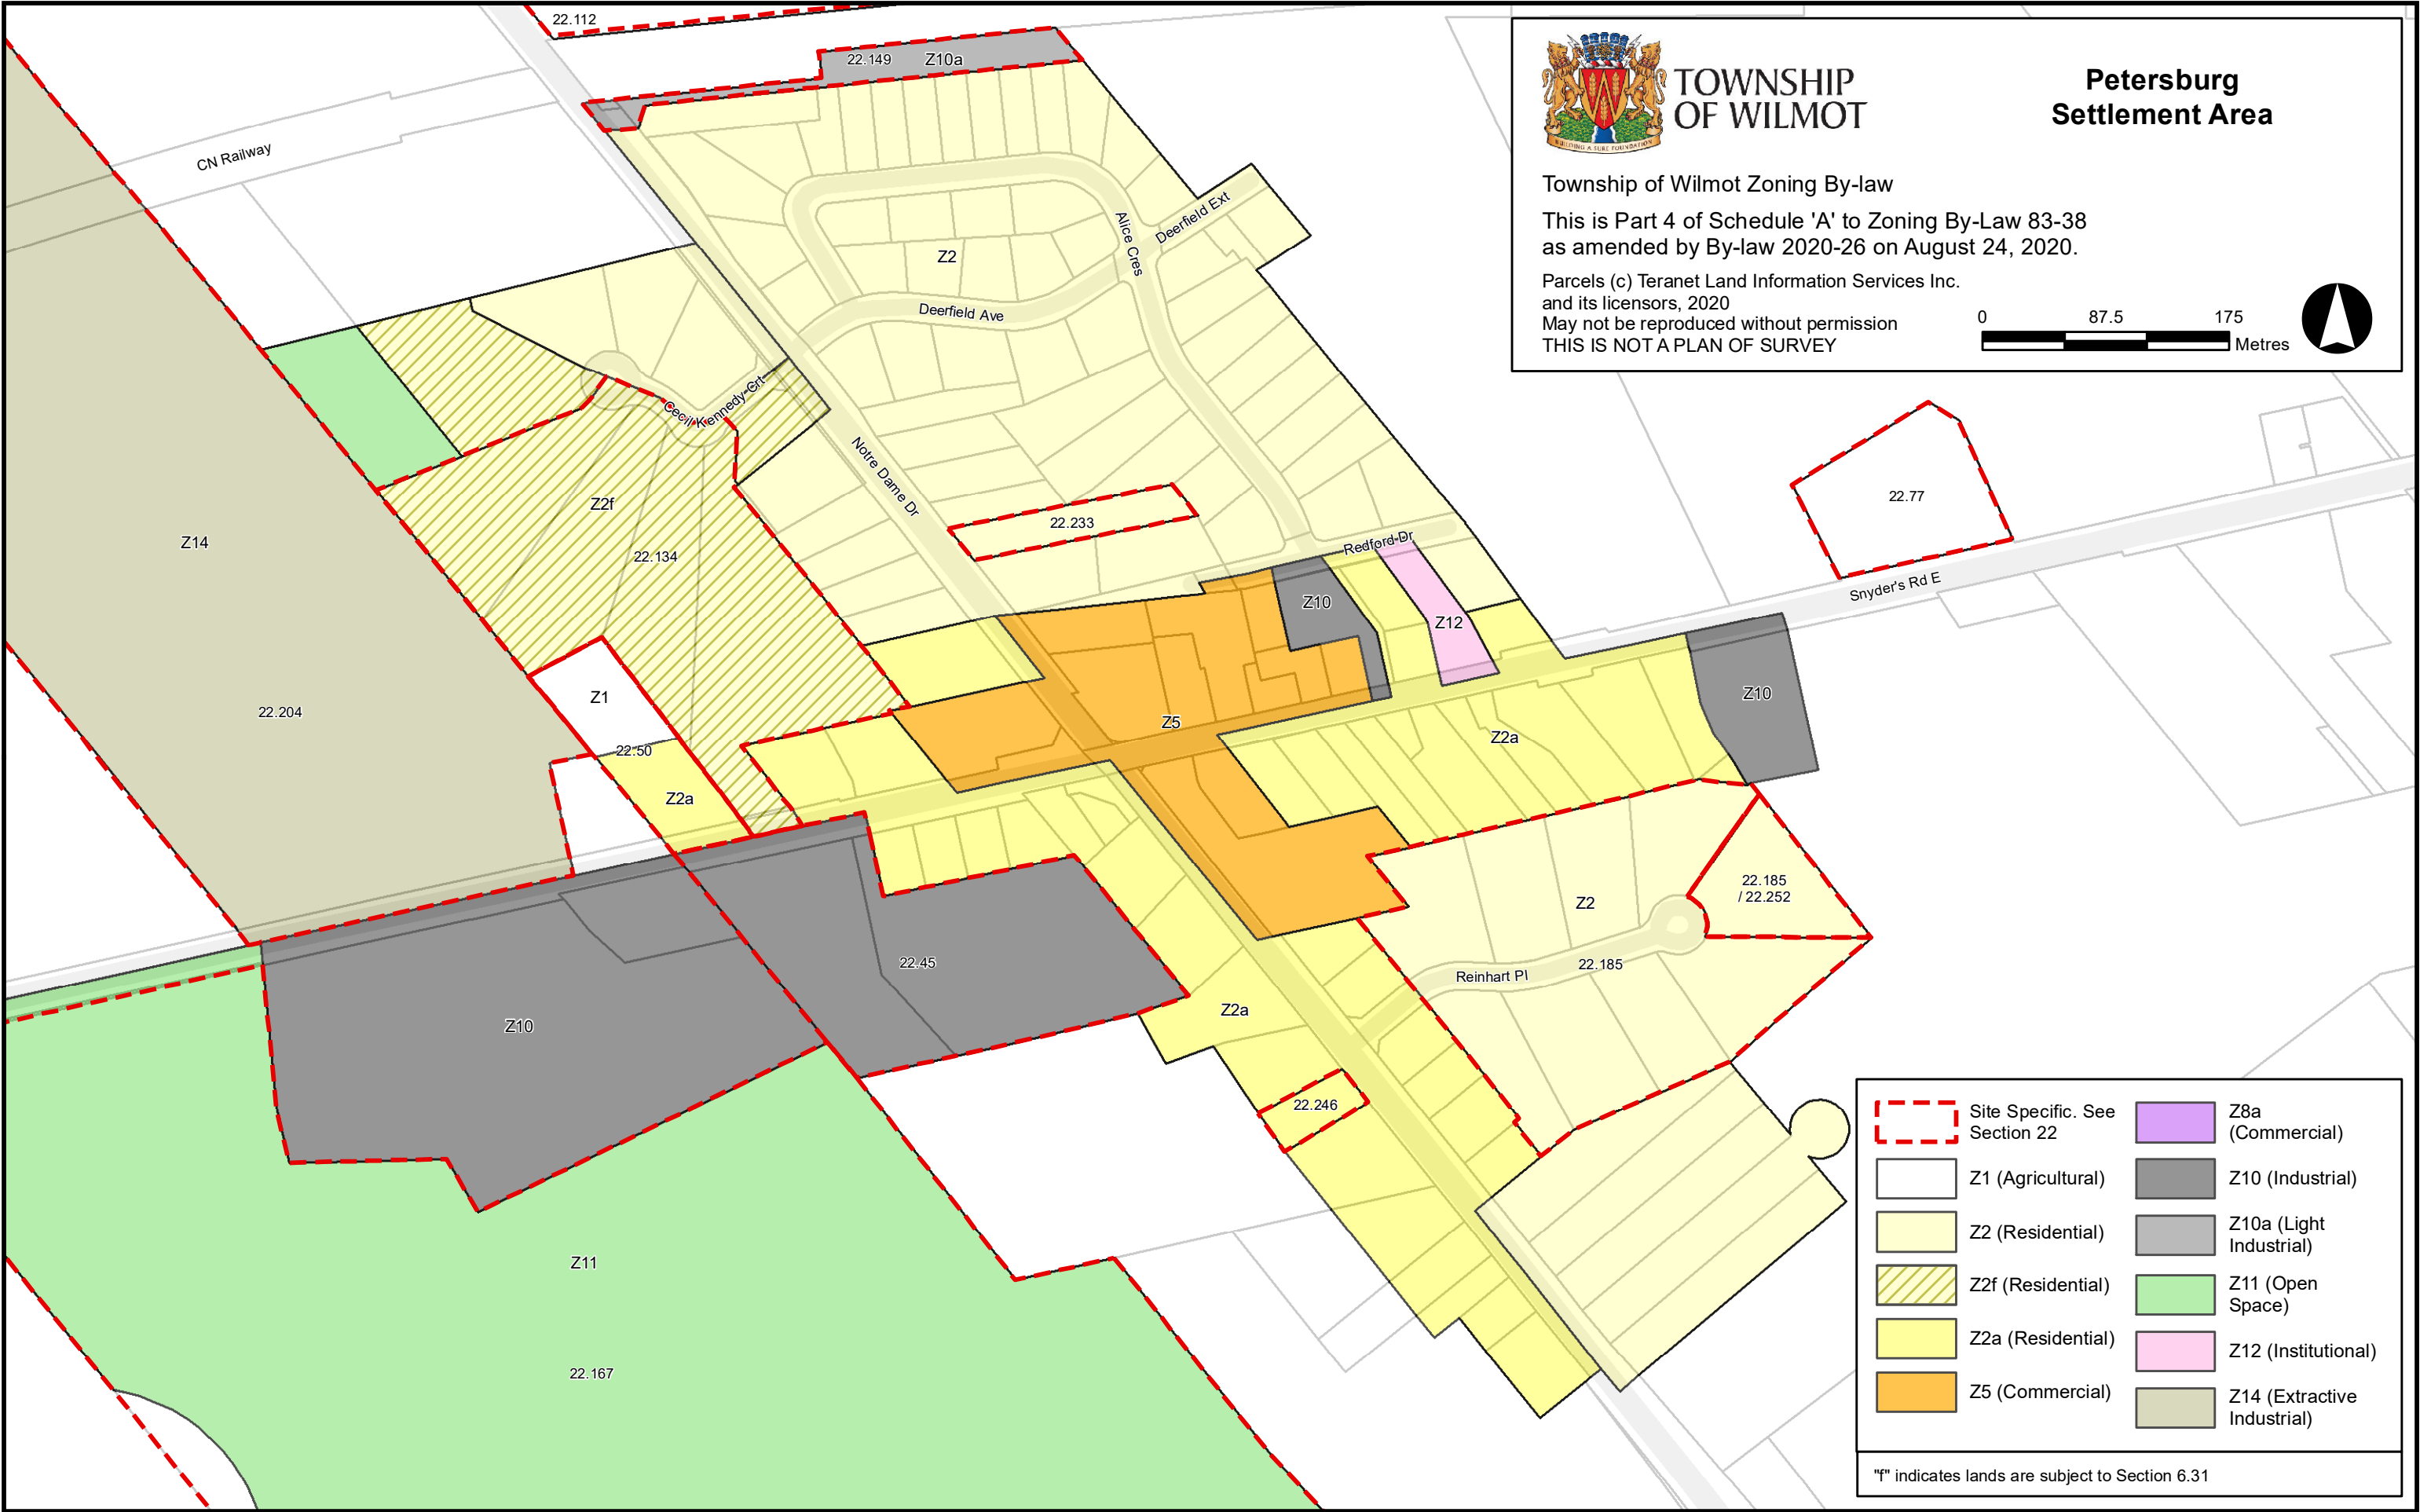 22.112
22.149
Z10a
TOWNSHIP
OF WILMOT
BUILDING A SURE FOUNDATION
Petersburg
Settlement Area
Township of Wilmot Zoning By-law
This is Part 4 of Schedule 'A' to Zoning By-Law 83-38
as amended by By-law 2020-26 on August 24, 2020.
Parcels (c) Teranet Land Information Services Inc.
and its licensors, 2020
May not be reproduced without permission
THIS IS NOT A PLAN OF SURVEY
0 87.5 175
Metres
CN Railway
Alice Cres
Deerfield Ext
Z2
Deerfield Ave
Cecil Kennedy Crt
Notre Dame Dr
Z2f
22.134
22.233
22.77
Z14
Redford Dr
Snyder's Rd E
Z10
Z12
Z1
22.204
Z5
Z10
22.50
Z2a
Z2a
22.185
/ 22.252
Z2
22.45
22.185
Reinhart Pl
Z2a
Z10
22.246
Z11
22.167
Site Specific. See
Section 22
Z1 (Agricultural)
Z2 (Residential)
Z2f (Residential)
Z2a (Residential)
Z5 (Commercial)
Z8a
(Commercial)
Z10 (Industrial)
Z10a (Light
Industrial)
Z11 (Open
Space)
Z12 (Institutional)
Z14 (Extractive
Industrial)
"f" indicates lands are subject to Section 6.31